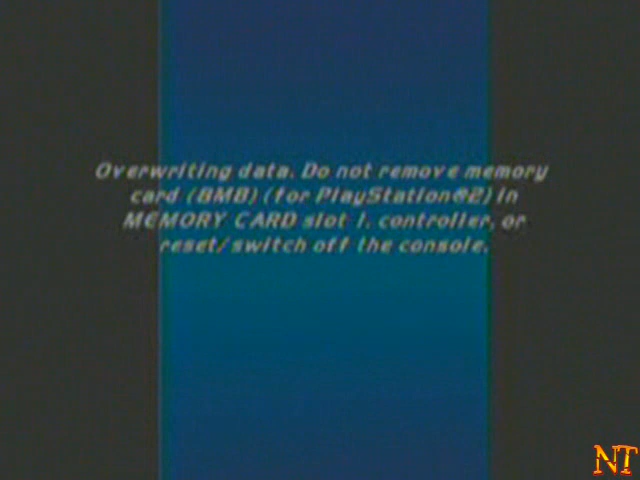 Overwriting data. Do not remove memory
card (8MB) (for PlayStation®2) in
MEMORY CARD slot 1, controller, or
reset/switch off the console.
NT